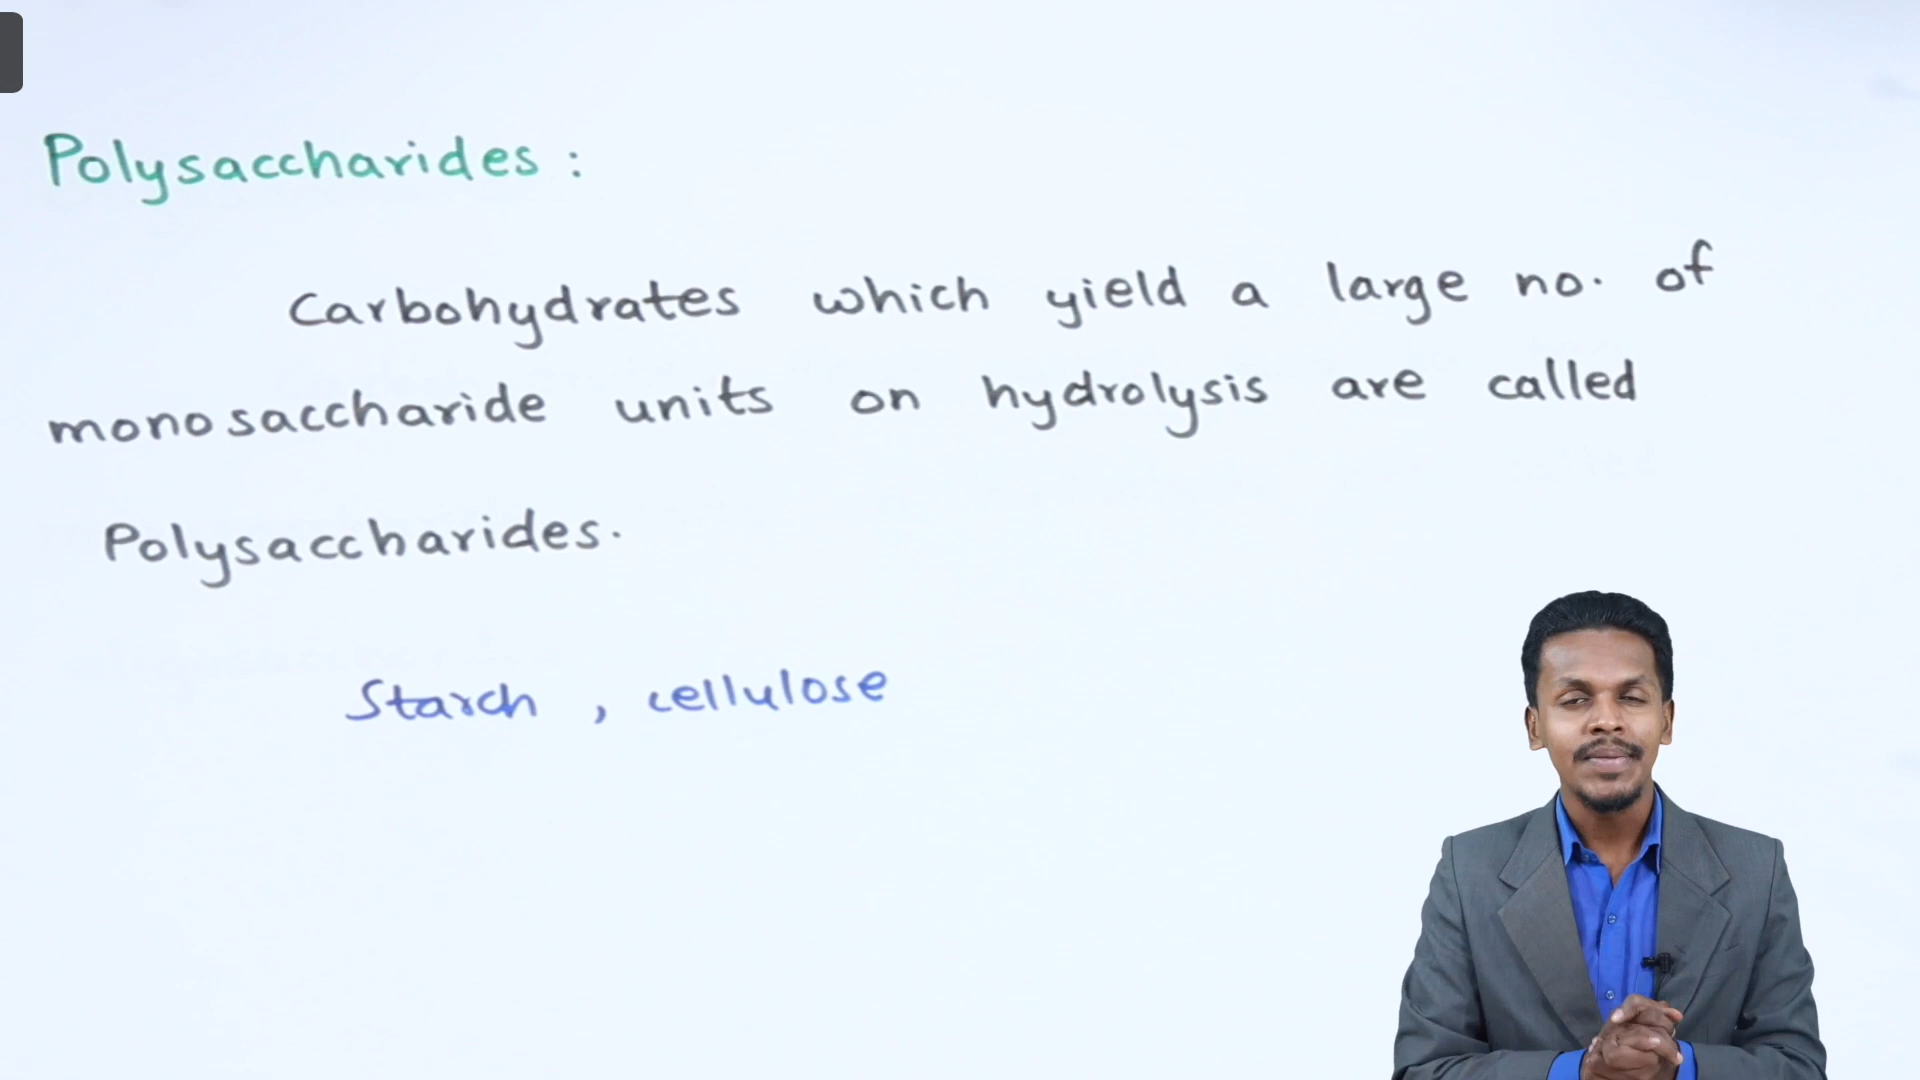 Polysaccharides :
Carbohydrates which yield a large no. of
monosaccharide units on hydrolysis are called
Polysaccharides.
Starch , cellulose